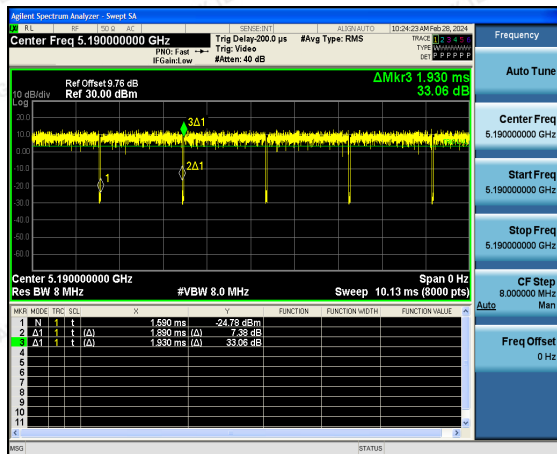 Agilent Spectrum Analyzer - Swept SA
RL RF 50 Ω AC SENSE:INT ALIGNAUTO 10:24:23 AM Feb 28, 2024
Center Freq 5.190000000 GHz
PNO: Fast
IFGain:Low
Trig Delay-200.0 µs
Trig: Video
#Atten: 40 dB
#Avg Type: RMS
TRACE 1 2 3 4 5 6
TYPE
DET P P P P P P
Ref Offset 9.76 dB
Ref 30.00 dBm
10 dB/div
Log
ΔMkr3 1.930 ms
33.06 dB
20.0
10.0
0.00
-10.0
-20.0
-30.0
-40.0
-50.0
-60.0
3Δ1
2Δ1
1
Center 5.190000000 GHz
Span 0 Hz
Res BW 8 MHz
#VBW 8.0 MHz
Sweep 10.13 ms (8000 pts)
MKR MODE TRC SCL X Y FUNCTION FUNCTION WIDTH FUNCTION VALUE
1 N 1 t 1.590 ms -24.78 dBm
2 Δ1 1 t (Δ) 1.890 ms (Δ) 7.38 dB
3 Δ1 1 t (Δ) 1.930 ms (Δ) 33.06 dB
4
5
6
7
8
9
10
11
MSG
STATUS
Frequency
Auto Tune
Center Freq
5.190000000 GHz
Start Freq
5.190000000 GHz
Stop Freq
5.190000000 GHz
CF Step
8.000000 MHz
Auto Man
Freq Offset
0 Hz